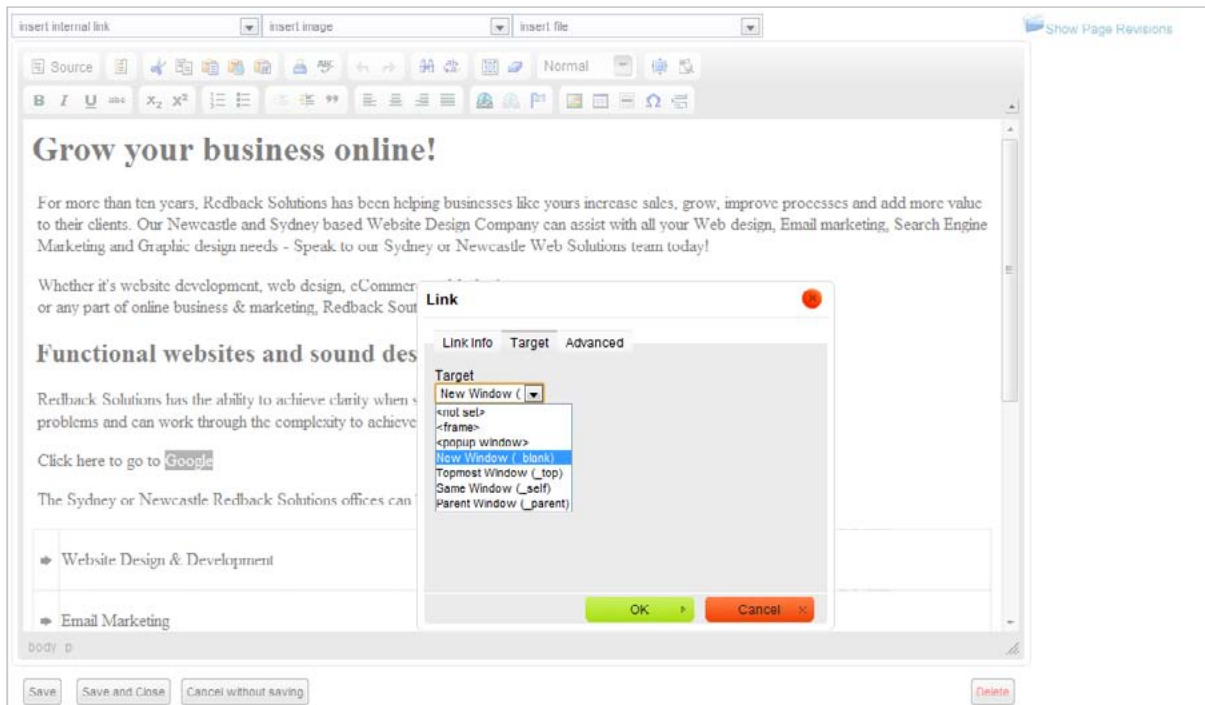 insert internal link insert image insert file Show Page Revisions
Source Normal
B I U abc X2 X2 Ω
Grow your business online!
For more than ten years, Redback Solutions has been helping businesses like yours increase sales, grow, improve processes and add more value
to their clients. Our Newcastle and Sydney based Website Design Company can assist with all your Web design, Email marketing, Search Engine
Marketing and Graphic design needs - Speak to our Sydney or Newcastle Web Solutions team today!
Whether it's website development, web design, eCommer
or any part of online business & marketing, Redback Sout
Functional websites and sound des
Redback Solutions has the ability to achieve clarity when s
problems and can work through the complexity to achieve
Click here to go to Google
The Sydney or Newcastle Redback Solutions offices can
Website Design & Development
Email Marketing
body p
Link
Link Info Target Advanced
Target
New Window (
<not set>
<frame>
<popup window>
New Window (_blank)
Topmost Window (_top)
Same Window (_self)
Parent Window (_parent)
OK Cancel
Save Save and Close Cancel without saving Delete